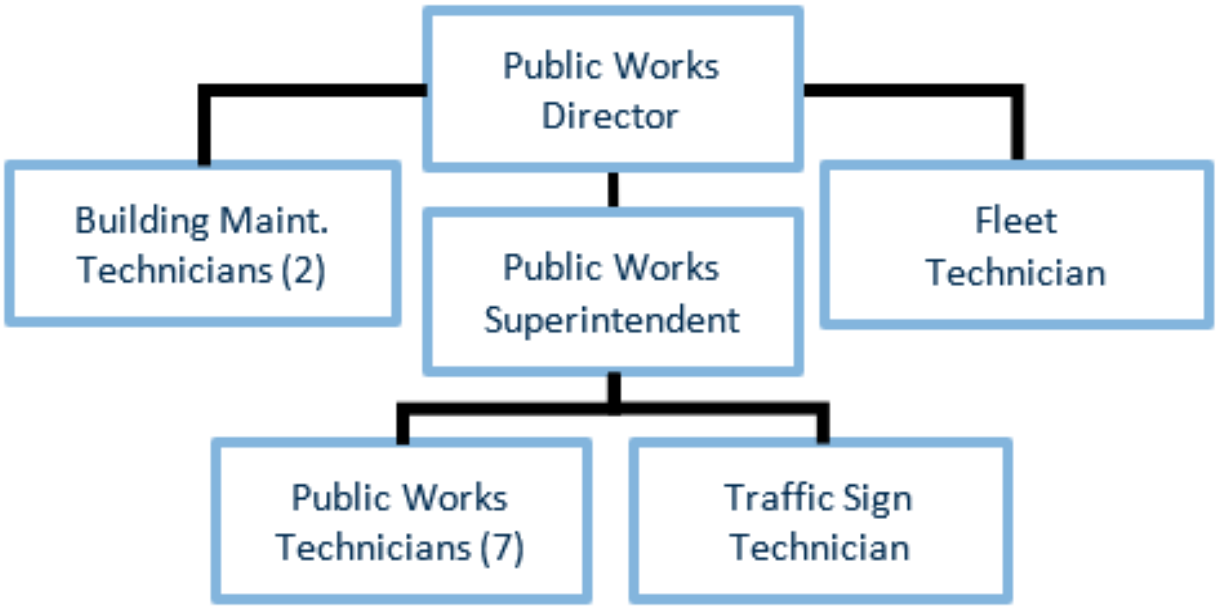 Public Works
Director
Building Maint.
Technicians (2)
Public Works
Superintendent
Fleet
Technician
Public Works
Technicians (7)
Traffic Sign
Technician